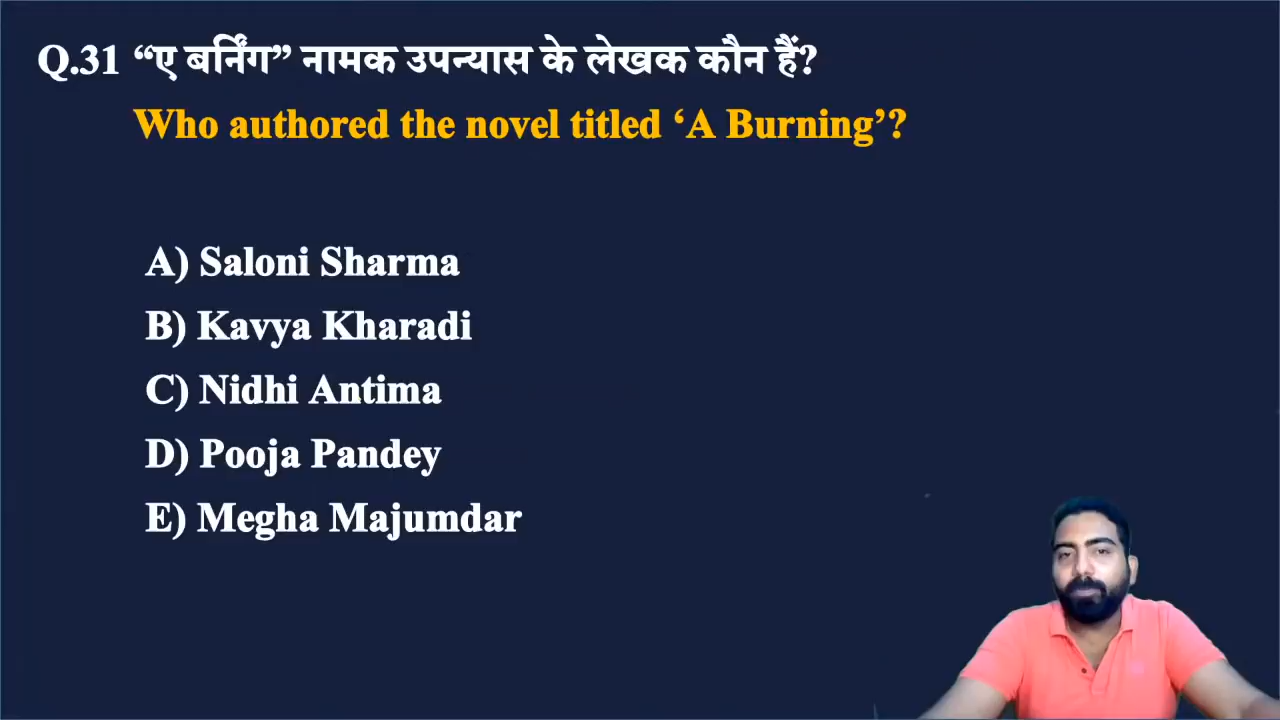 Q.31 “ए बर्निंग” नामक उपन्यास के लेखक कौन हैं?
Who authored the novel titled ‘A Burning’?
A) Saloni Sharma
B) Kavya Kharadi
C) Nidhi Antima
D) Pooja Pandey
E) Megha Majumdar